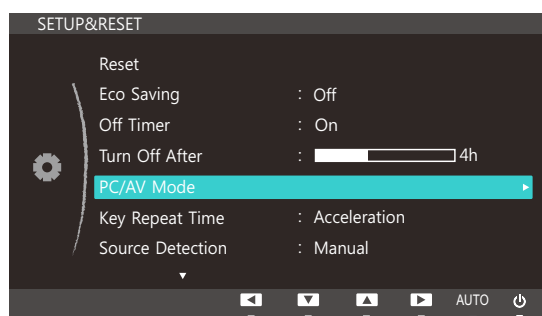 SETUP&RESET
Reset
Eco Saving : Off
Off Timer : On
Turn Off After : 4h
PC/AV Mode
Key Repeat Time : Acceleration
Source Detection : Manual
AUTO